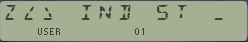 Z<> IND ST _
USER 01